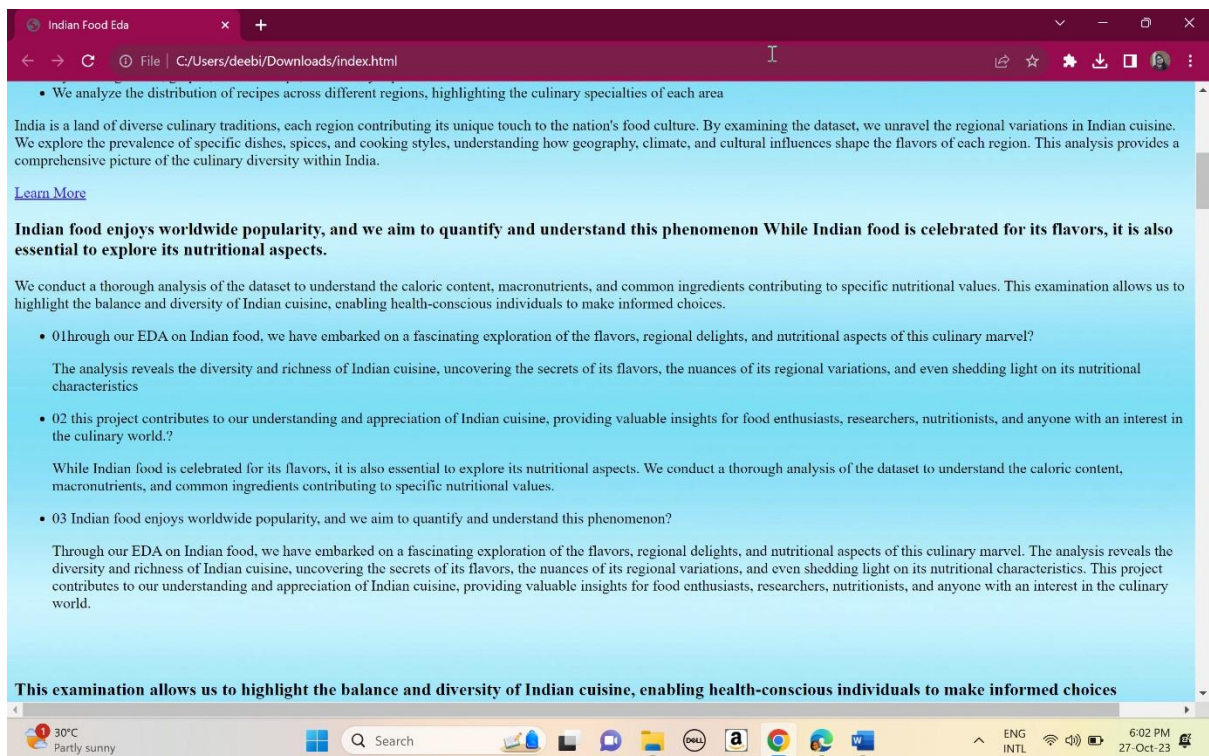 Indian Food Eda
File
C:/Users/deebi/Downloads/index.html
• We analyze the distribution of recipes across different regions, highlighting the culinary specialties of each area
India is a land of diverse culinary traditions, each region contributing its unique touch to the nation's food culture. By examining the dataset, we unravel the regional variations in Indian cuisine.
We explore the prevalence of specific dishes, spices, and cooking styles, understanding how geography, climate, and cultural influences shape the flavors of each region. This analysis provides a
comprehensive picture of the culinary diversity within India.
Learn More
Indian food enjoys worldwide popularity, and we aim to quantify and understand this phenomenon While Indian food is celebrated for its flavors, it is also
essential to explore its nutritional aspects.
We conduct a thorough analysis of the dataset to understand the caloric content, macronutrients, and common ingredients contributing to specific nutritional values. This examination allows us to
highlight the balance and diversity of Indian cuisine, enabling health-conscious individuals to make informed choices.
• 01hrough our EDA on Indian food, we have embarked on a fascinating exploration of the flavors, regional delights, and nutritional aspects of this culinary marvel?
The analysis reveals the diversity and richness of Indian cuisine, uncovering the secrets of its flavors, the nuances of its regional variations, and even shedding light on its nutritional
characteristics
• 02 this project contributes to our understanding and appreciation of Indian cuisine, providing valuable insights for food enthusiasts, researchers, nutritionists, and anyone with an interest in
the culinary world.?
While Indian food is celebrated for its flavors, it is also essential to explore its nutritional aspects. We conduct a thorough analysis of the dataset to understand the caloric content,
macronutrients, and common ingredients contributing to specific nutritional values.
• 03 Indian food enjoys worldwide popularity, and we aim to quantify and understand this phenomenon?
Through our EDA on Indian food, we have embarked on a fascinating exploration of the flavors, regional delights, and nutritional aspects of this culinary marvel. The analysis reveals the
diversity and richness of Indian cuisine, uncovering the secrets of its flavors, the nuances of its regional variations, and even shedding light on its nutritional characteristics. This project
contributes to our understanding and appreciation of Indian cuisine, providing valuable insights for food enthusiasts, researchers, nutritionists, and anyone with an interest in the culinary
world.
This examination allows us to highlight the balance and diversity of Indian cuisine, enabling health-conscious individuals to make informed choices
1
30°C
Partly sunny
Search
DELL
a
ENG
INTL
6:02 PM
27-Oct-23